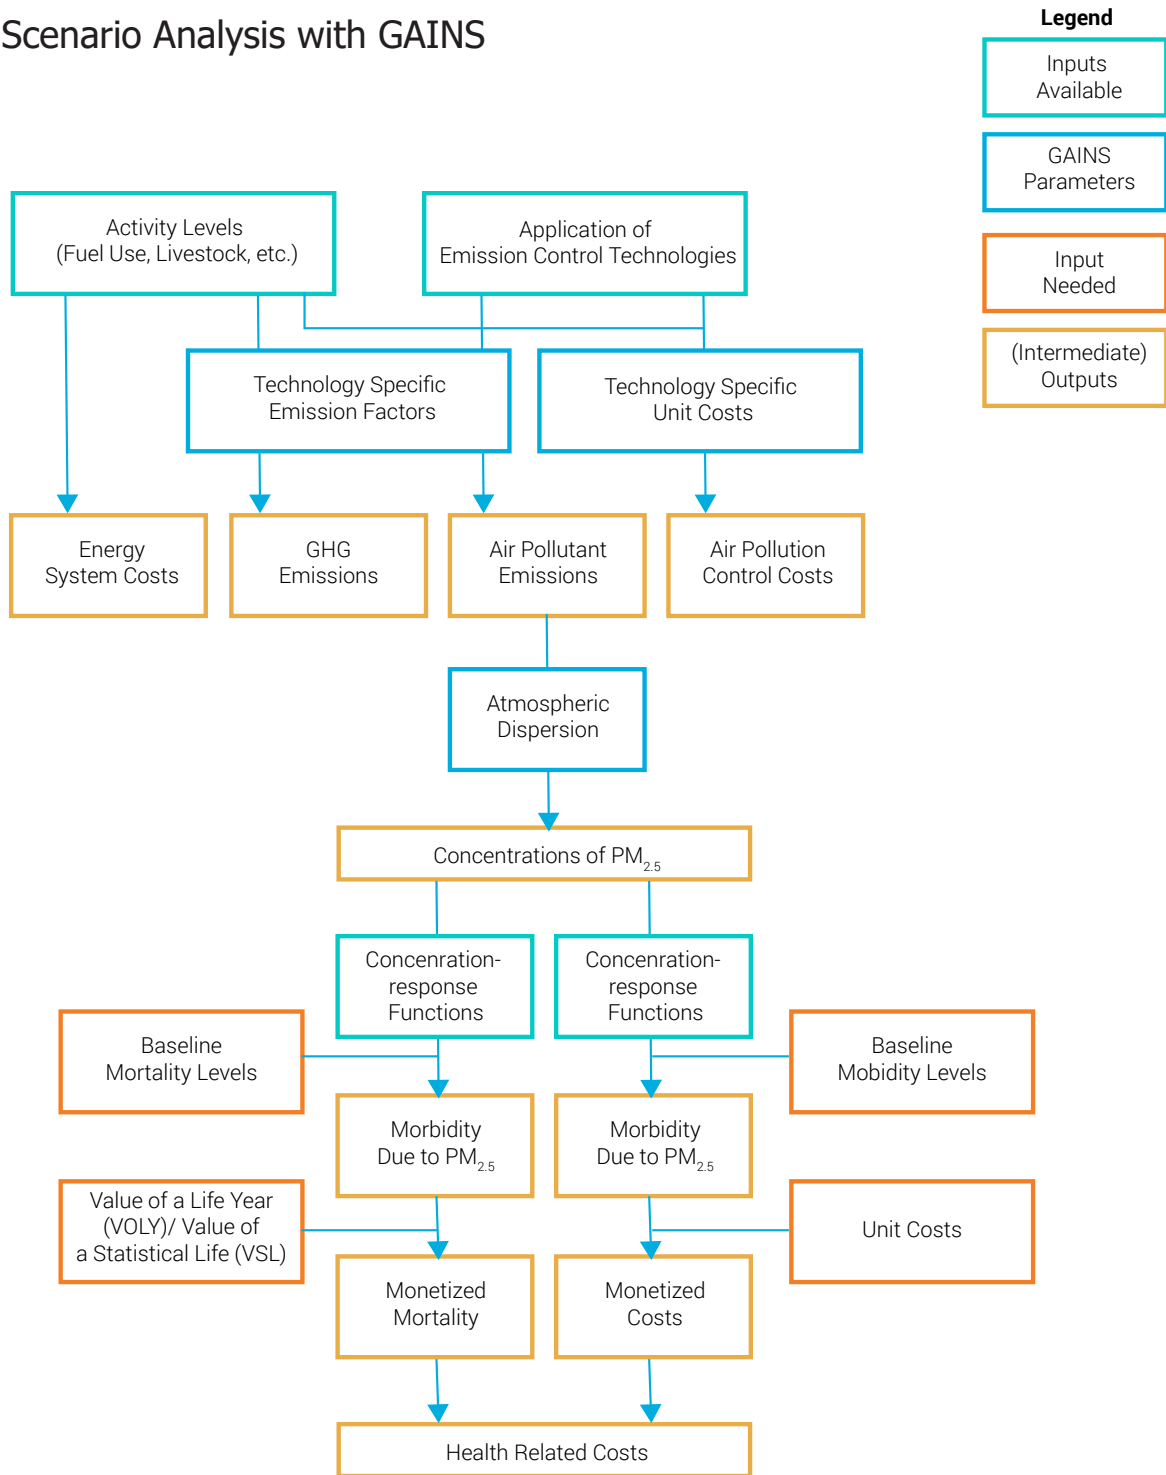 Scenario Analysis with GAINS
Legend
Inputs
Available
GAINS
Parameters
Input
Needed
(Intermediate)
Outputs
Activity Levels
(Fuel Use, Livestock, etc.)
Application of
Emission Control Technologies
Technology Specific
Emission Factors
Technology Specific
Unit Costs
Energy
System Costs
GHG
Emissions
Air Pollutant
Emissions
Air Pollution
Control Costs
Atmospheric
Dispersion
Concentrations of PM2.5
Concenration-
response
Functions
Concenration-
response
Functions
Baseline
Mortality Levels
Baseline
Mobidity Levels
Morbidity
Due to PM2.5
Morbidity
Due to PM2.5
Value of a Life Year
(VOLY)/ Value of
a Statistical Life (VSL)
Unit Costs
Monetized
Mortality
Monetized
Costs
Health Related Costs